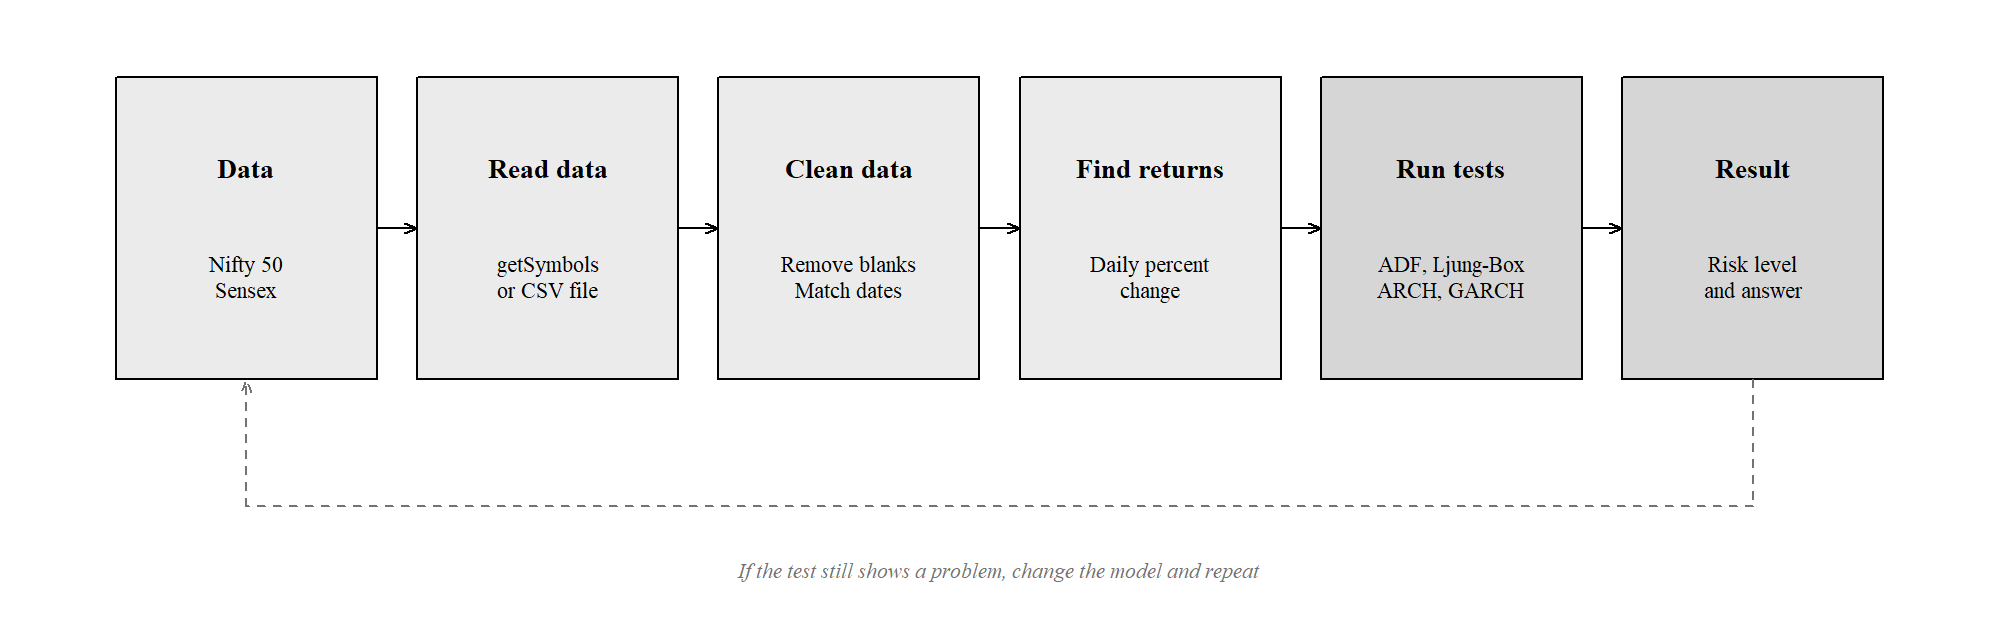 Data
Nifty 50
Sensex
Read data
getSymbols
or CSV file
Clean data
Remove blanks
Match dates
Find returns
Daily percent
change
Run tests
ADF, Ljung-Box
ARCH, GARCH
Result
Risk level
and answer
If the test still shows a problem, change the model and repeat